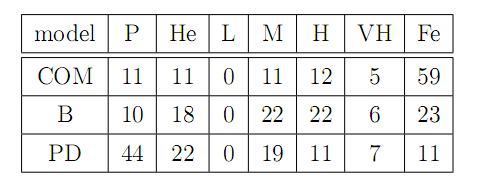 model P He L M H VH Fe
COM 11 11 0 11 12 5 59
B 10 18 0 22 22 6 23
PD 44 22 0 19 11 7 11